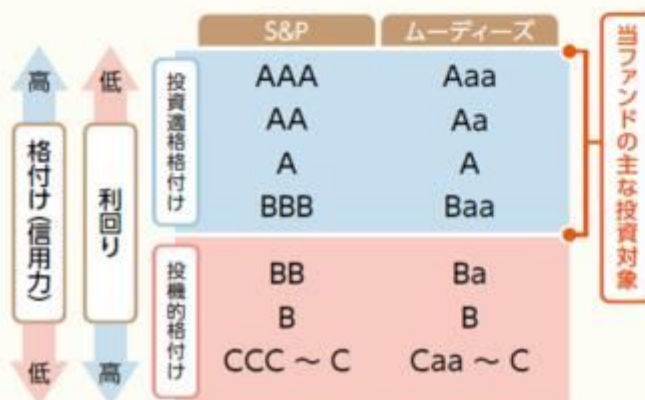 S&P ムーディーズ
高 低
格付け(信用力)
利回り
低 高
投資適格格付け
AAA Aaa
AA Aa
A A
BBB Baa
投機的格付け
BB Ba
B B
CCC ～ C Caa ～ C
当ファンドの主な投資対象